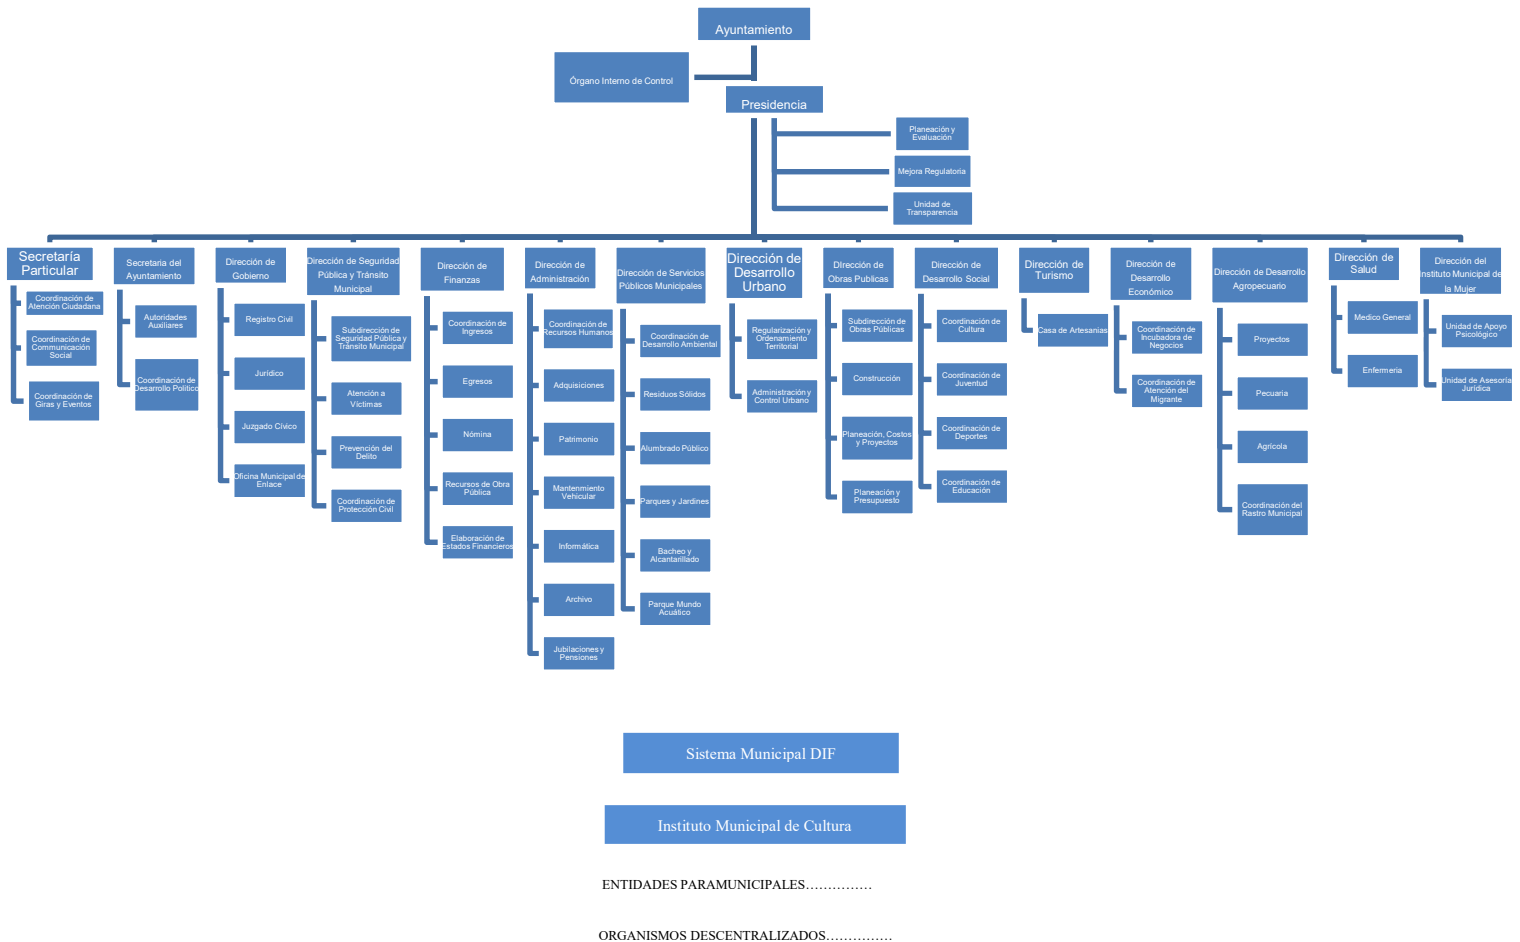 Ayuntamiento
Órgano Interno de Control
Presidencia
Planeación y
Evaluación
Mejora Regulatoria
Unidad de
Transparencia
Secretaría
Particular
Coordinación de
Atención Ciudadana
Coordinación de
Comunicación
Social
Coordinación de
Giras y Eventos
Secretaria del
Ayuntamiento
Autoridades
Auxiliares
Coordinación de
Desarrollo Político
Dirección de
Gobierno
Registro Civil
Jurídico
Juzgado Cívico
Oficina Municipal de
Enlace
Dirección de Seguridad
Pública y Tránsito
Municipal
Subdirección de
Seguridad Pública y
Tránsito Municipal
Atención a
Víctimas
Prevención del
Delito
Coordinación de
Protección Civil
Dirección de
Finanzas
Coordinación de
Ingresos
Egresos
Nómina
Recursos de Obra
Pública
Elaboración de
Estados Financieros
Dirección de
Administración
Coordinación de
Recursos Humanos
Adquisiciones
Patrimonio
Mantenmiento
Vehicular
Informática
Archivo
Jubilaciones y
Pensiones
Dirección de Servicios
Públicos Municipales
Coordinación de
Desarrollo Ambiental
Residuos Sólidos
Alumbrado Público
Parques y Jardines
Bacheo y
Alcantarillado
Parque Mundo
Acuático
Dirección de
Desarrollo
Urbano
Regularización y
Ordenamiento
Territorial
Administración y
Control Urbano
DIrección de
Obras Publicas
Subdirección de
Obras Públicas
Construcción
Planeación, Costos
y Proyectos
Planeación y
Presupuesto
Dirección de
Desarrollo Social
Coordinación de
Cultura
Coordinación de
Juventud
Coordinación de
Deportes
Coordinación de
Educación
Dirección de
Turismo
Casa de Artesanias
Dirección de
Desarrollo
Económico
Coordinación de
Incubadora de
Negocios
Coordinación de
Atención del
Migrante
Dirección de Desarrollo
Agropecuario
Proyectos
Pecuaria
Agrícola
Coordinación del
Rastro Municipal
Dirección de
Salud
Medico General
Enfermería
Dirección del
Instituto Municipal de
la Mujer
Unidad de Apoyo
Psicológico
Unidad de Asesoría
Jurídica
Sistema Municipal DIF
Instituto Municipal de Cultura
ENTIDADES PARAMUNICIPALES……………
ORGANISMOS DESCENTRALIZADOS……………